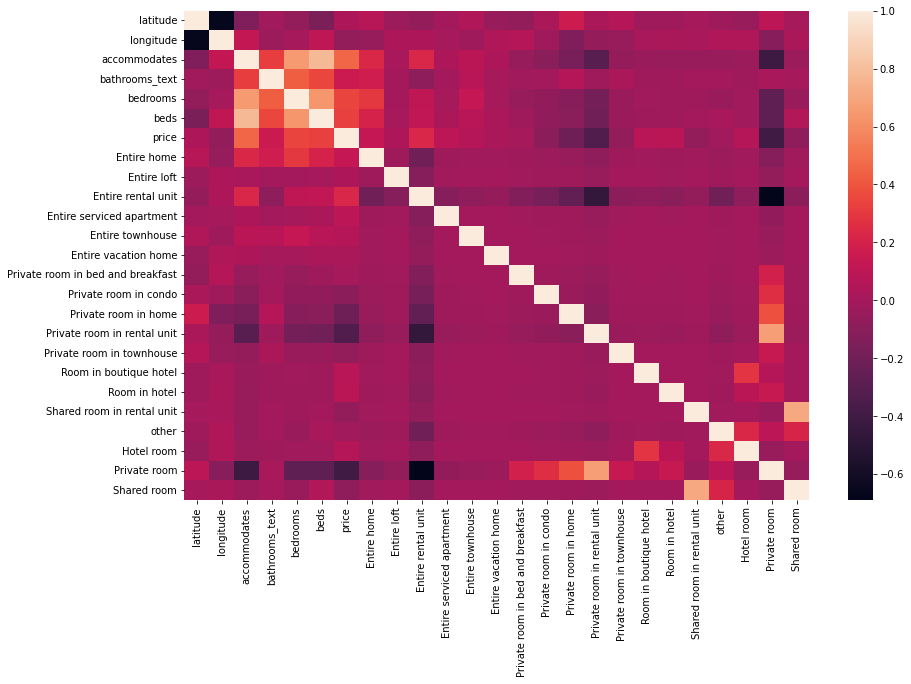 latitude
longitude
accommodates
bathrooms_text
bedrooms
beds
price
Entire home
Entire loft
Entire rental unit
Entire serviced apartment
Entire townhouse
Entire vacation home
Private room in bed and breakfast
Private room in condo
Private room in home
Private room in rental unit
Private room in townhouse
Room in boutique hotel
Room in hotel
Shared room in rental unit
other
Hotel room
Private room
Shared room
latitude
longitude
accommodates
bathrooms_text
bedrooms
beds
price
Entire home
Entire loft
Entire rental unit
Entire serviced apartment
Entire townhouse
Entire vacation home
Private room in bed and breakfast
Private room in condo
Private room in home
Private room in rental unit
Private room in townhouse
Room in boutique hotel
Room in hotel
Shared room in rental unit
other
Hotel room
Private room
Shared room
1.0
0.8
0.6
0.4
0.2
0.0
−0.2
−0.4
−0.6